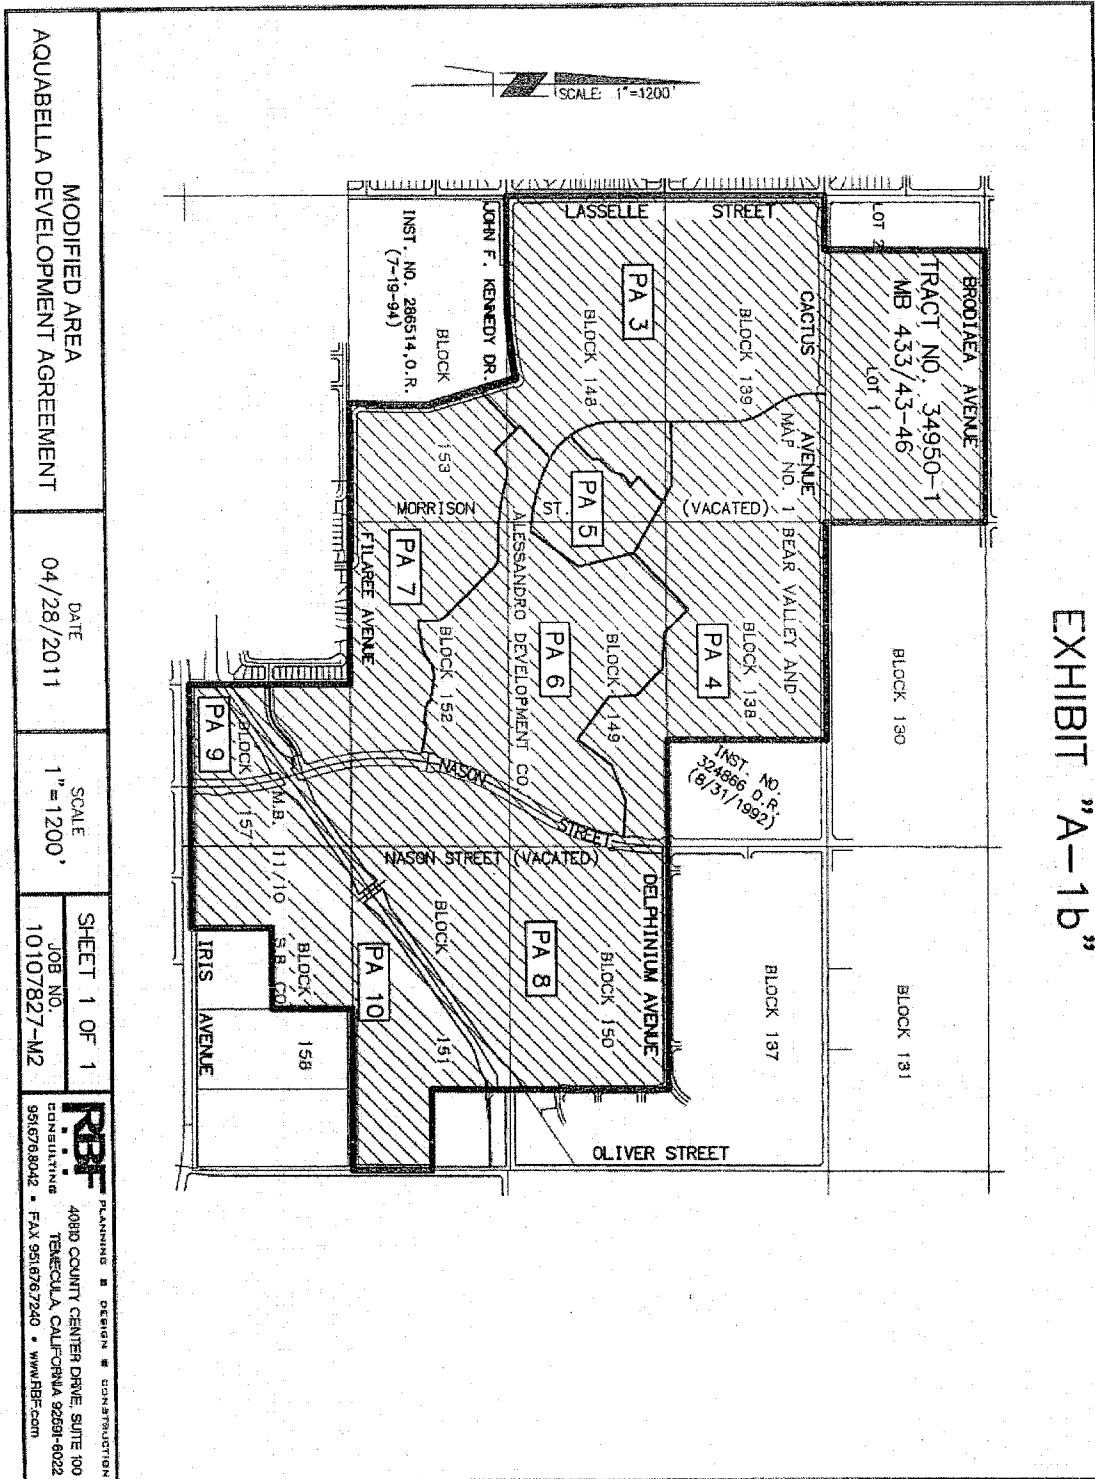 EXHIBIT "A-1b"
SCALE: 1"=1200'
BRODIAEA AVENUE
TRACT NO. 34950-1
MB 433/43-46
LOT 2
LOT 1
BLOCK 130
BLOCK 131
CACTUS AVENUE
LASSELLE STREET
BLOCK 139
MAP NO. 1 BEAR VALLEY AND
ALESSANDRO DEVELOPMENT CO.
M.B. 11/10 S.B. CO.
BLOCK 138
PA 4
INST. NO.
324866 O.R.
(8/31/1992)
BLOCK 137
PA 3
BLOCK 148
PA 5
MORRISON ST. (VACATED)
BLOCK 149
PA 6
NASON STREET
DELPHINIUM AVENUE
BLOCK 150
PA 8
OLIVER STREET
JOHN F. KENNEDY DR.
BLOCK
INST. NO. 286514,O.R.
(7-19-94)
153
PA 7
FILAREE AVENUE
BLOCK 152
NASON STREET (VACATED)
BLOCK 151
PA 10
PA 9
BLOCK 157
BLOCK 158
IRIS AVENUE
MODIFIED AREA
AQUABELLA DEVELOPMENT AGREEMENT
DATE
04/28/2011
SCALE
1"=1200'
SHEET 1 OF 1
JOB NO.
10107827-M2
RBF
CONSULTING
PLANNING ■ DESIGN ■ CONSTRUCTION
40810 COUNTY CENTER DRIVE, SUITE 100
TEMECULA, CALIFORNIA 92591-6022
951.676.8042 • FAX 951.676.7240 • www.RBF.com